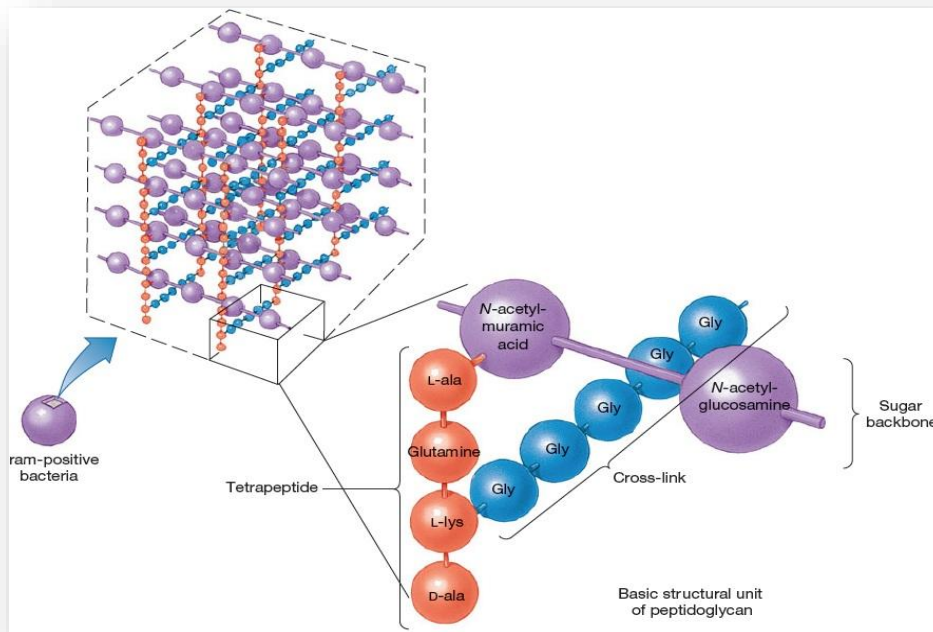 N-acetyl-
muramic
acid
Gly
Gly
N-acetyl-
glucosamine
Sugar
backbone
L-ala
Gly
Glutamine
Gly
Cross-link
Tetrapeptide
Gly
L-lys
D-ala
ram-positive
bacteria
Basic structural unit
of peptidoglycan